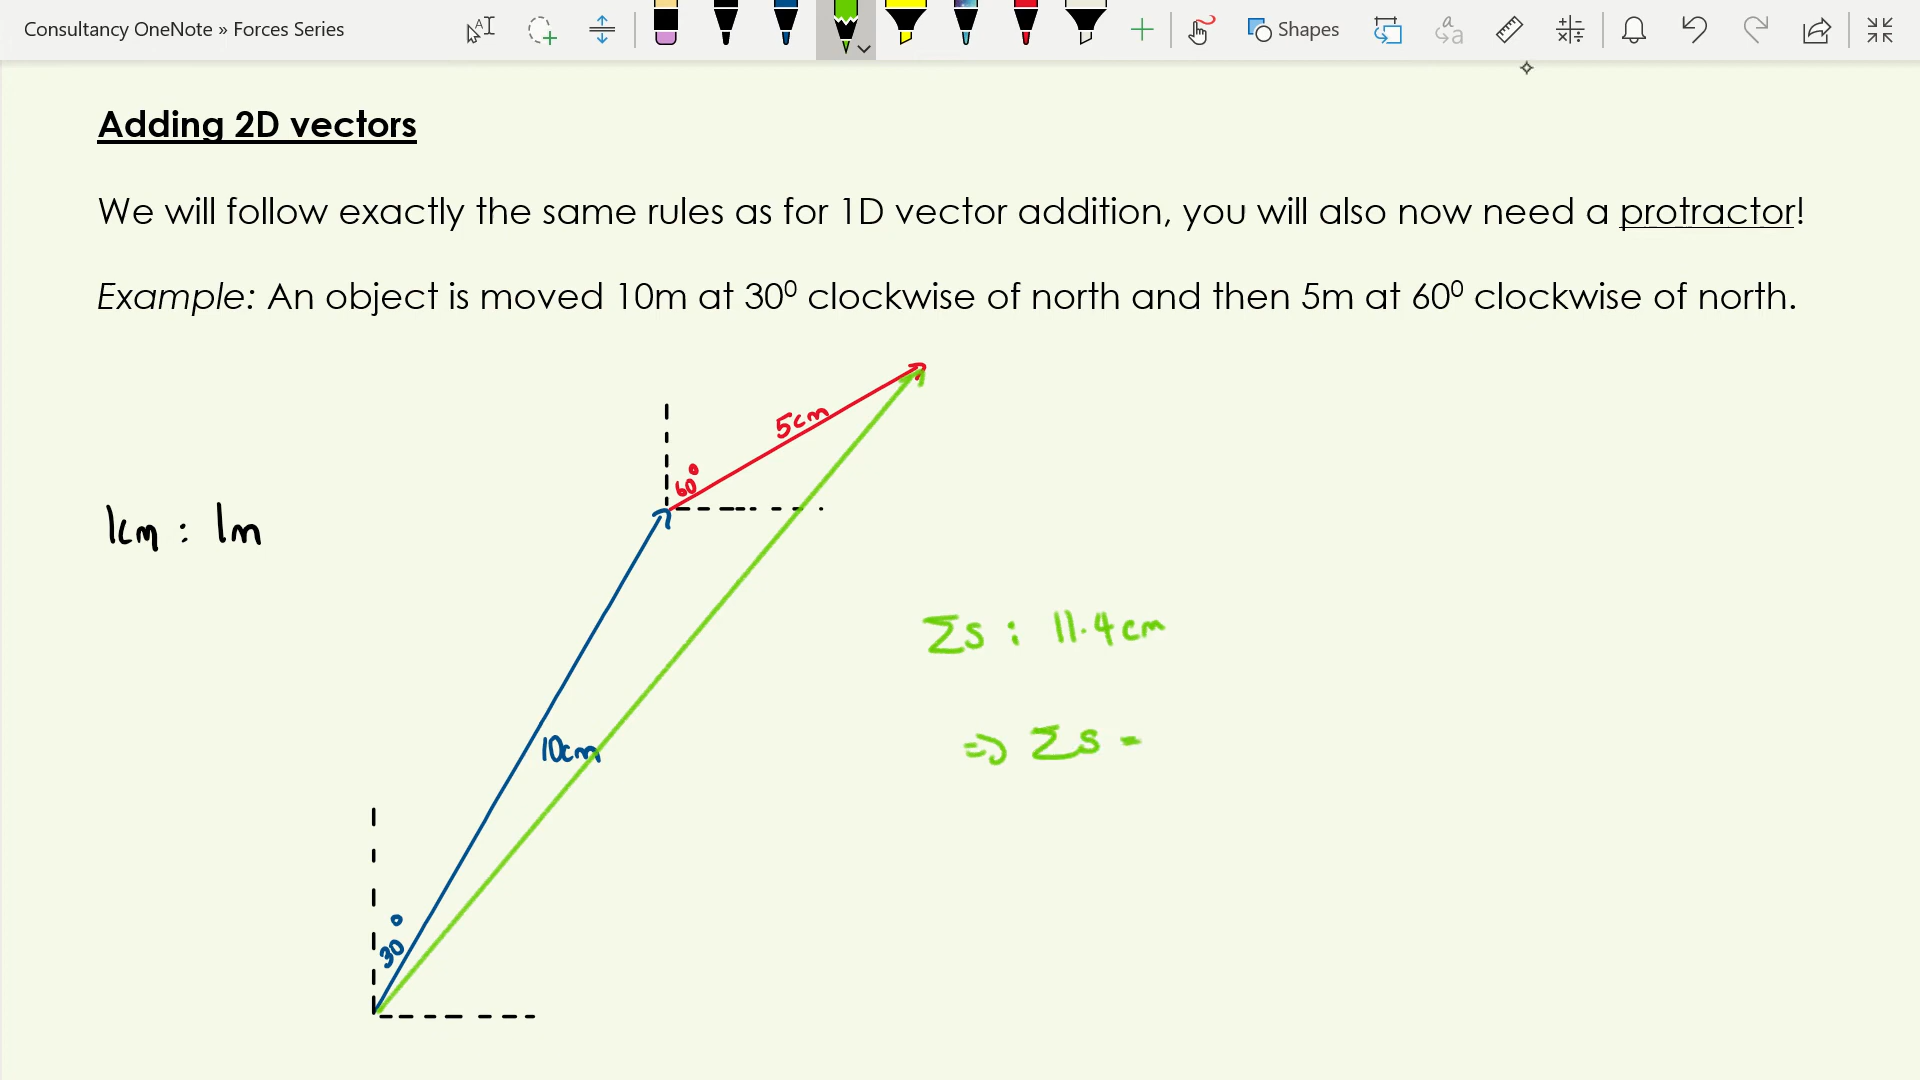 Consultancy OneNote » Forces Series
Shapes
Adding 2D vectors
We will follow exactly the same rules as for 1D vector addition, you will also now need a protractor!
Example: An object is moved 10m at 30⁰ clockwise of north and then 5m at 60⁰ clockwise of north.
5cm
60°
1cm : 1m
Σs : 11.4cm
⇒ Σs =
10cm
30°